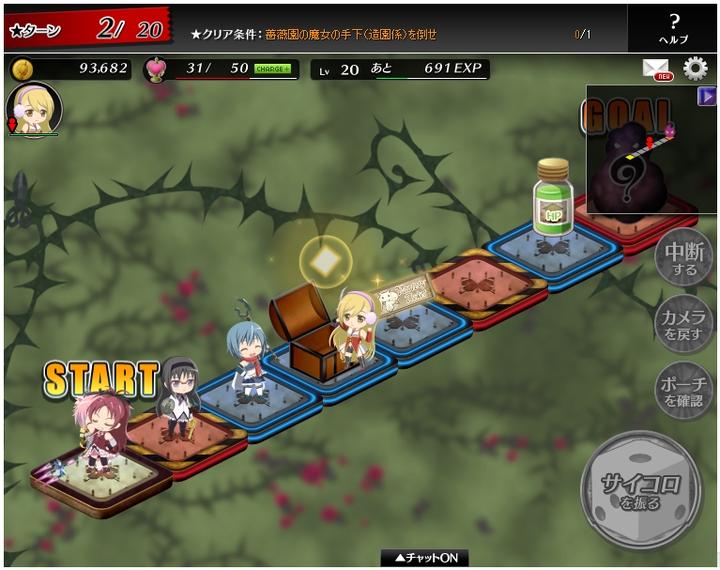 ★ターン 2/ 20
★クリア条件：薔薇園の魔女の手下(造園係)を倒せ
0/1
?
ヘルプ
93,682
31/ 50
CHARGE+
Lv 20 あと 691EXP
NEW
GOAL
?
HP
中断
する
カメラ
を戻す
START
ポーチ
を確認
サイコロ
を振る
▲チャットON